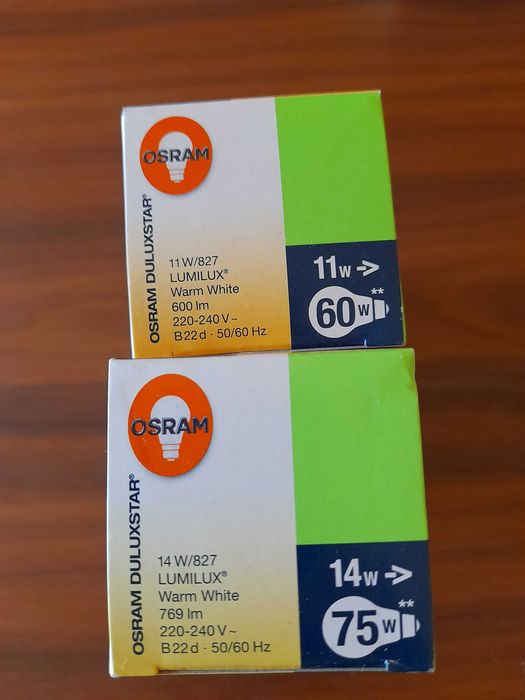 OSRAM
OSRAM DULUXSTAR®
11 W/827
LUMILUX®
Warm White
600 lm
220-240 V~
B22d · 50/60 Hz
11W->
60W**
OSRAM
OSRAM DULUXSTAR®
14 W/827
LUMILUX®
Warm White
769 lm
220-240 V~
B22d · 50/60 Hz
14W->
75W**